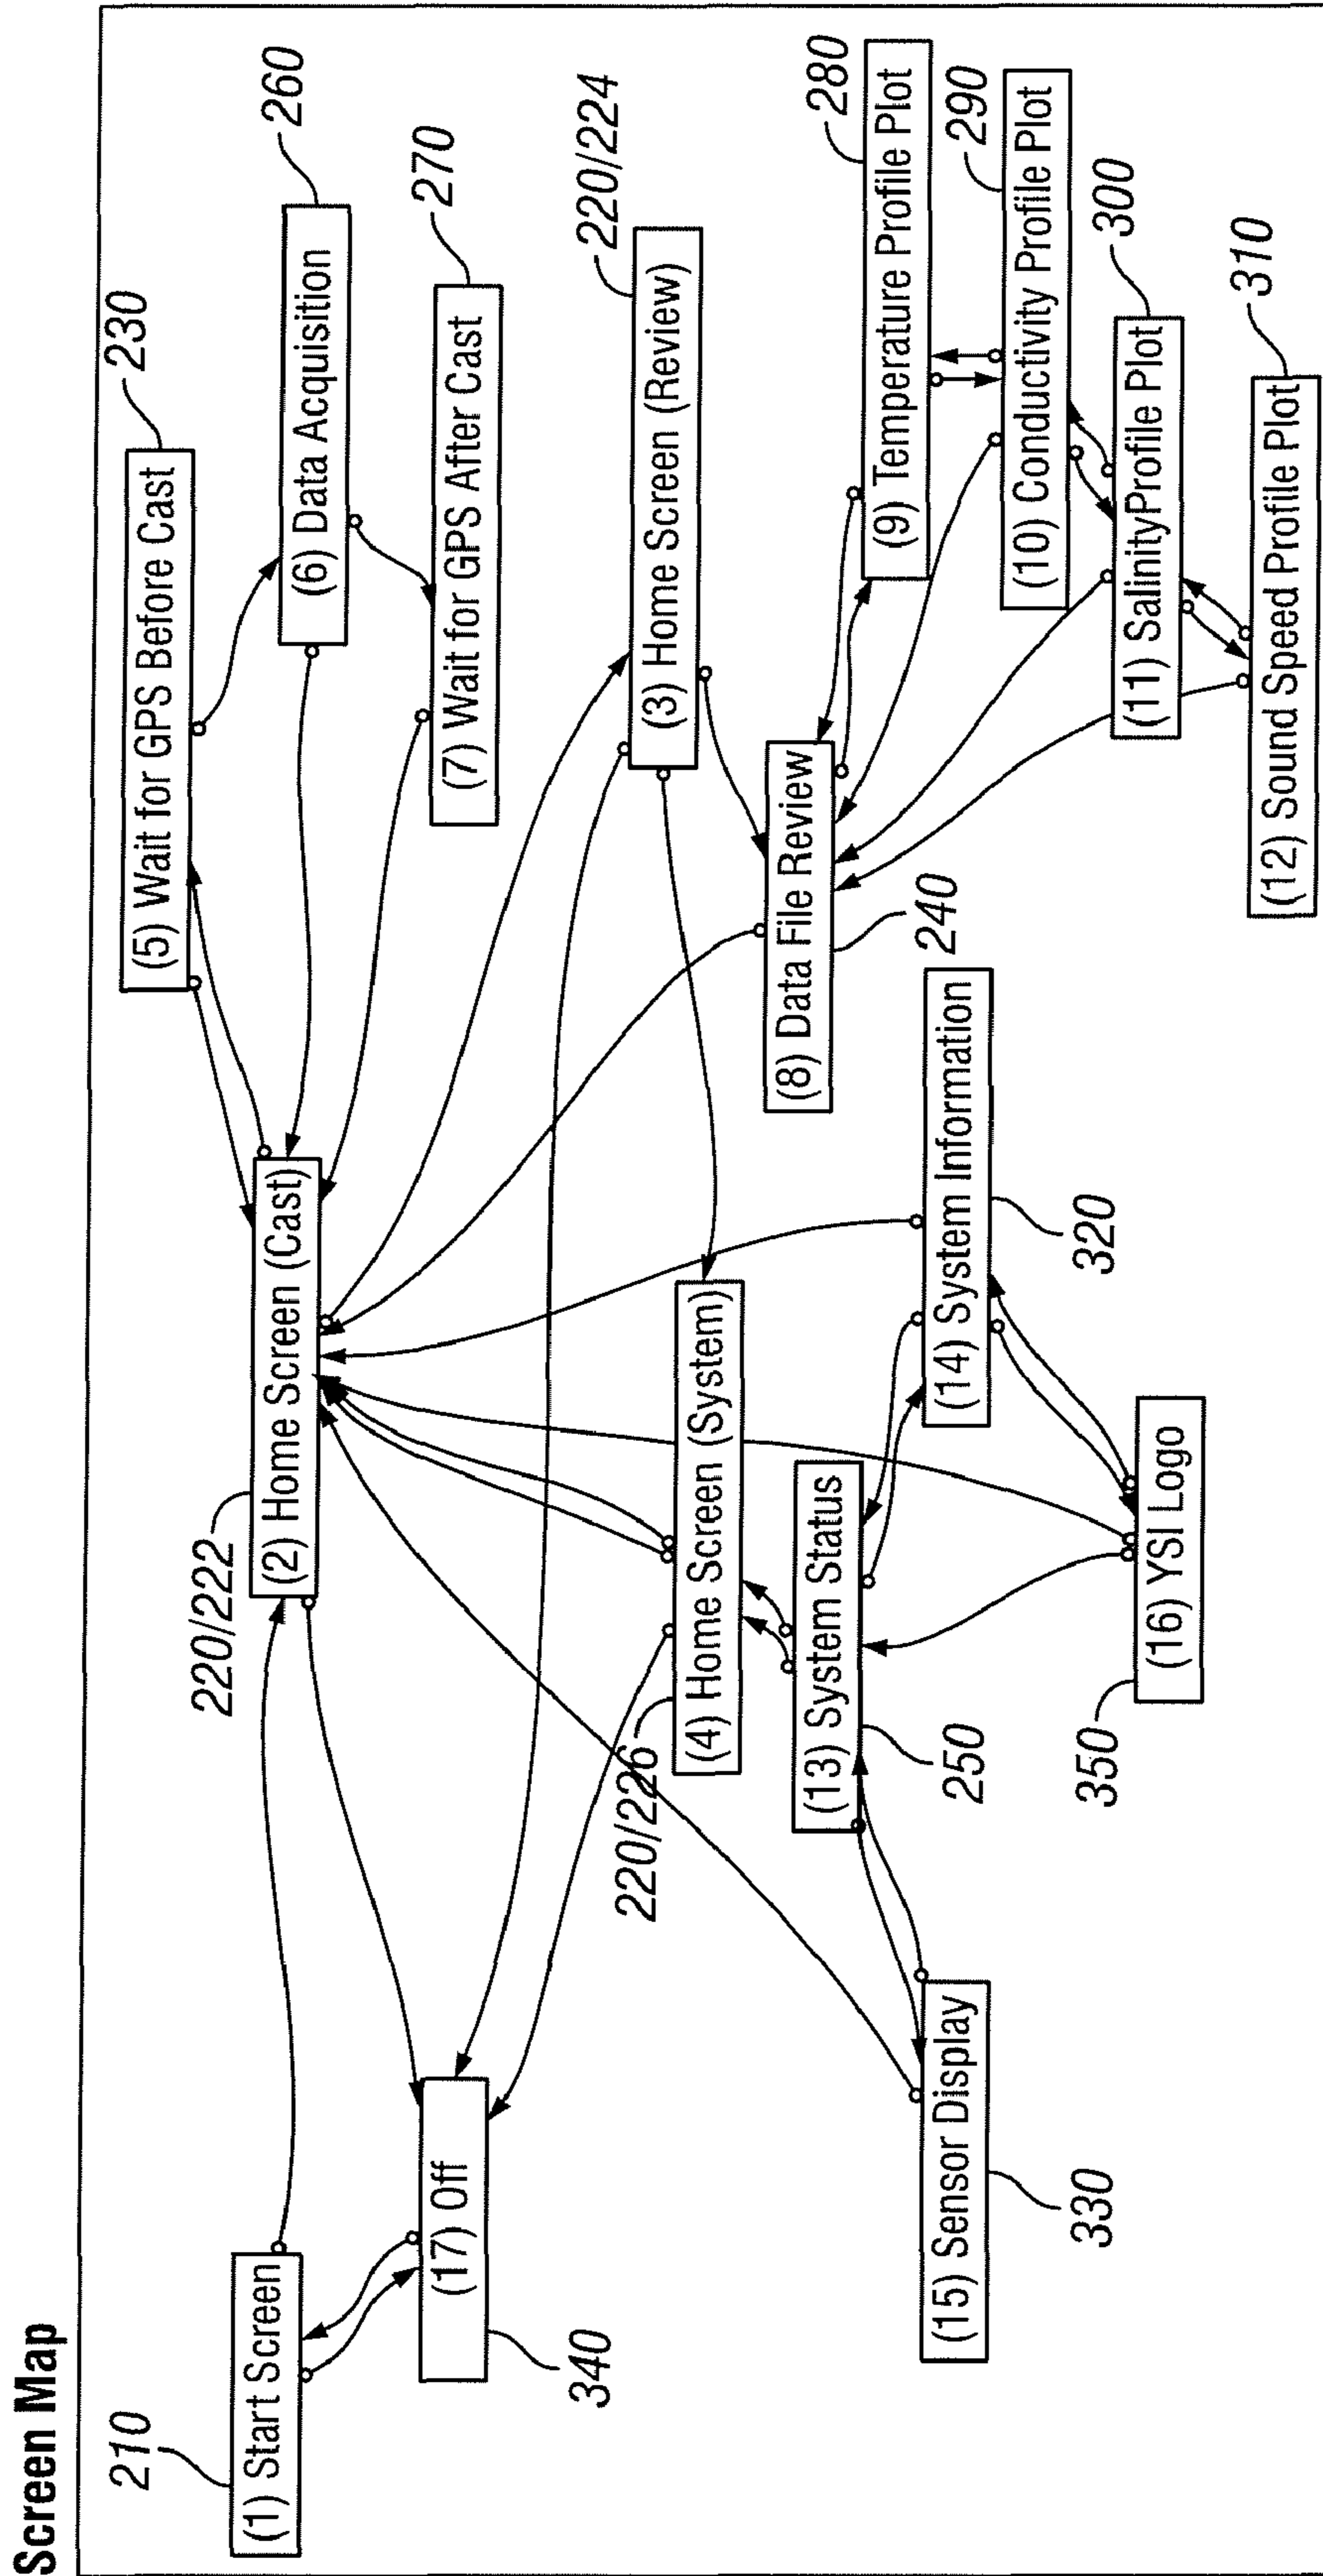 Screen Map
210
(1) Start Screen
220/222
(2) Home Screen (Cast)
230
(5) Wait for GPS Before Cast
260
(6) Data Acquisition
270
(7) Wait for GPS After Cast
(17) Off
340
220/224
(3) Home Screen (Review)
220/226
(4) Home Screen (System)
(8) Data File Review
240
280
(9) Temperature Profile Plot
290
(10) Conductivity Profile Plot
300
(11) SalinityProfile Plot
310
(12) Sound Speed Profile Plot
(13) System Status
250
(14) System Information
320
(15) Sensor Display
330
350
(16) YSI Logo